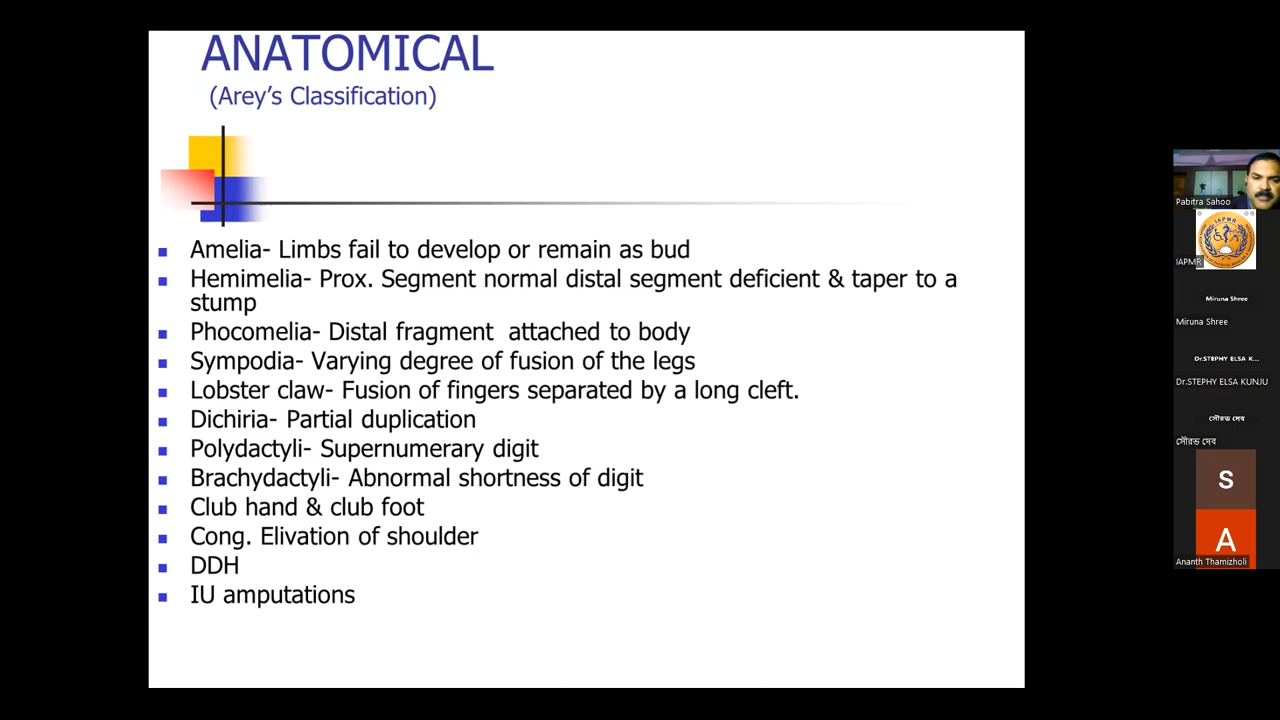 ANATOMICAL
(Arey's Classification)
Amelia- Limbs fail to develop or remain as bud
Hemimelia- Prox. Segment normal distal segment deficient & taper to a
stump
Phocomelia- Distal fragment attached to body
Sympodia- Varying degree of fusion of the legs
Lobster claw- Fusion of fingers separated by a long cleft.
Dichiria- Partial duplication
Polydactyli- Supernumerary digit
Brachydactyli- Abnormal shortness of digit
Club hand & club foot
Cong. Elivation of shoulder
DDH
IU amputations
Pabitra Sahoo
IAPMR
IAPMR
Miruna Shree
Miruna Shree
Dr.STEPHY ELSA K...
Dr.STEPHY ELSA KUNJU
সৌরভ দেব
সৌরভ দেব
S
A
Ananth Thamizholi